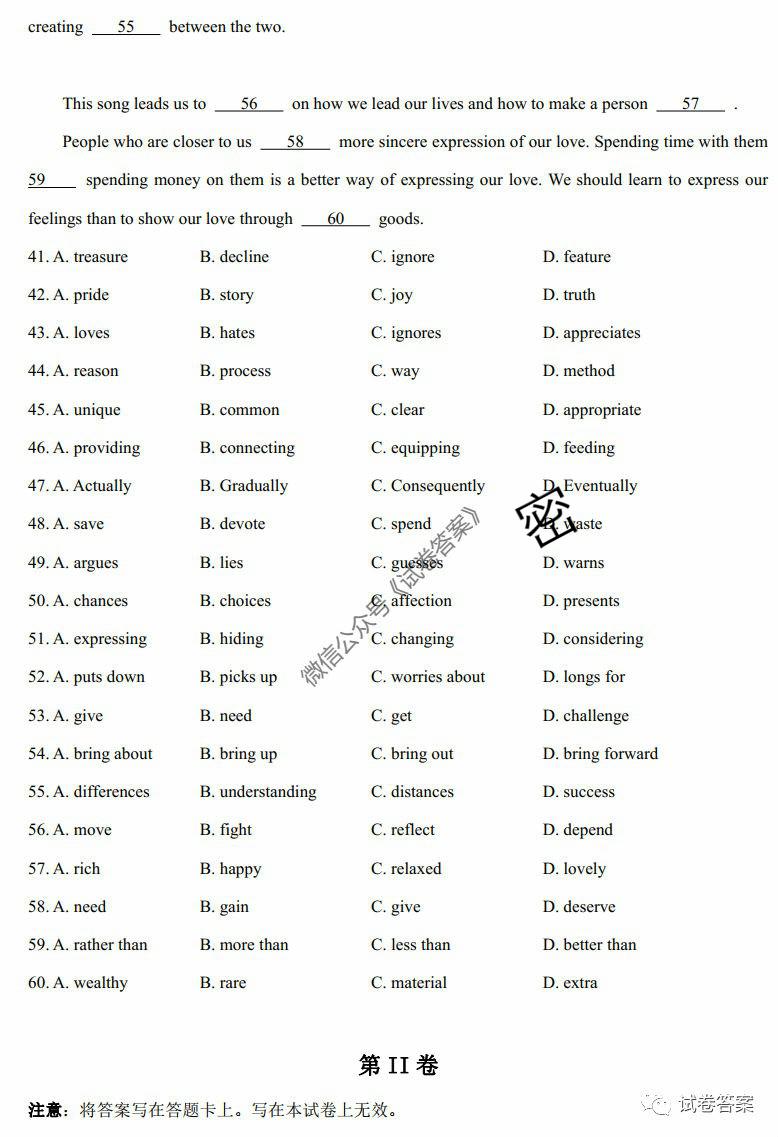 creating 55 between the two.
This song leads us to 56 on how we lead our lives and how to make a person 57 .
People who are closer to us 58 more sincere expression of our love. Spending time with them
59 spending money on them is a better way of expressing our love. We should learn to express our
feelings than to show our love through 60 goods.
41. A. treasure B. decline C. ignore D. feature
42. A. pride B. story C. joy D. truth
43. A. loves B. hates C. ignores D. appreciates
44. A. reason B. process C. way D. method
45. A. unique B. common C. clear D. appropriate
46. A. providing B. connecting C. equipping D. feeding
47. A. Actually B. Gradually C. Consequently D. Eventually
48. A. save B. devote C. spend D. waste
49. A. argues B. lies C. guesses D. warns
50. A. chances B. choices C. affection D. presents
51. A. expressing B. hiding C. changing D. considering
52. A. puts down B. picks up C. worries about D. longs for
53. A. give B. need C. get D. challenge
54. A. bring about B. bring up C. bring out D. bring forward
55. A. differences B. understanding C. distances D. success
56. A. move B. fight C. reflect D. depend
57. A. rich B. happy C. relaxed D. lovely
58. A. need B. gain C. give D. deserve
59. A. rather than B. more than C. less than D. better than
60. A. wealthy B. rare C. material D. extra
密
微信公众号《试卷答案》
第 II 卷
注意：将答案写在答题卡上。写在本试卷上无效。
试卷答案